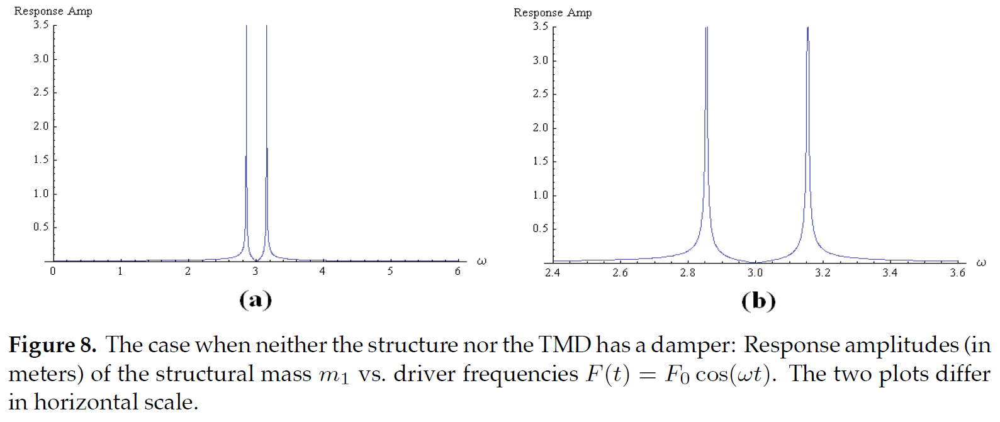 Response Amp
3.5
3.0
2.5
2.0
1.5
1.0
0.5
0 1 2 3 4 5 6 ω
(a)
Response Amp
3.5
3.0
2.5
2.0
1.5
1.0
0.5
2.4 2.6 2.8 3.0 3.2 3.4 3.6 ω
(b)
Figure 8. The case when neither the structure nor the TMD has a damper: Response amplitudes (in
meters) of the structural mass m₁ vs. driver frequencies F(t) = F₀ cos(ωt). The two plots differ
in horizontal scale.